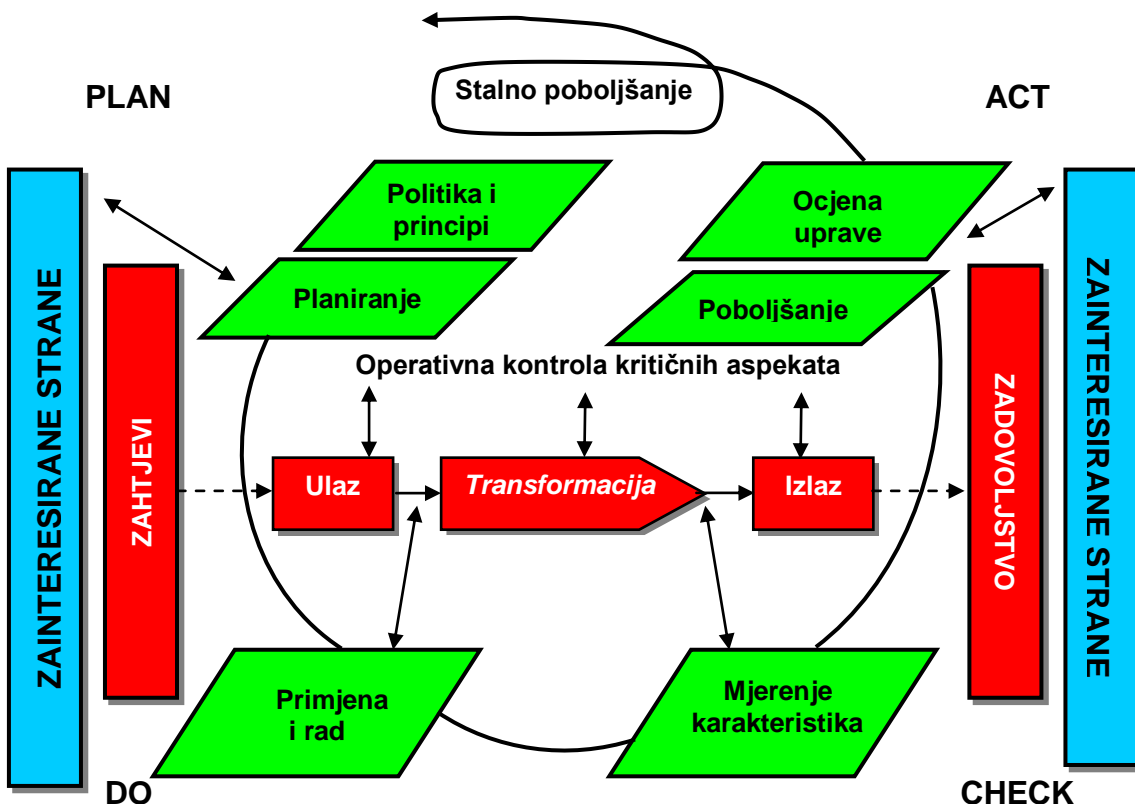 Stalno poboljšanje
PLAN
ACT
Politika i
principi
Ocjena
uprave
Planiranje
Poboljšanje
ZAINTERESIRANE STRANE
ZAHTJEVI
Operativna kontrola kritičnih aspekata
Ulaz
Transformacija
Izlaz
ZADOVOLJSTVO
ZAINTERESIRANE STRANE
Primjena
i rad
Mjerenje
karakteristika
DO
CHECK